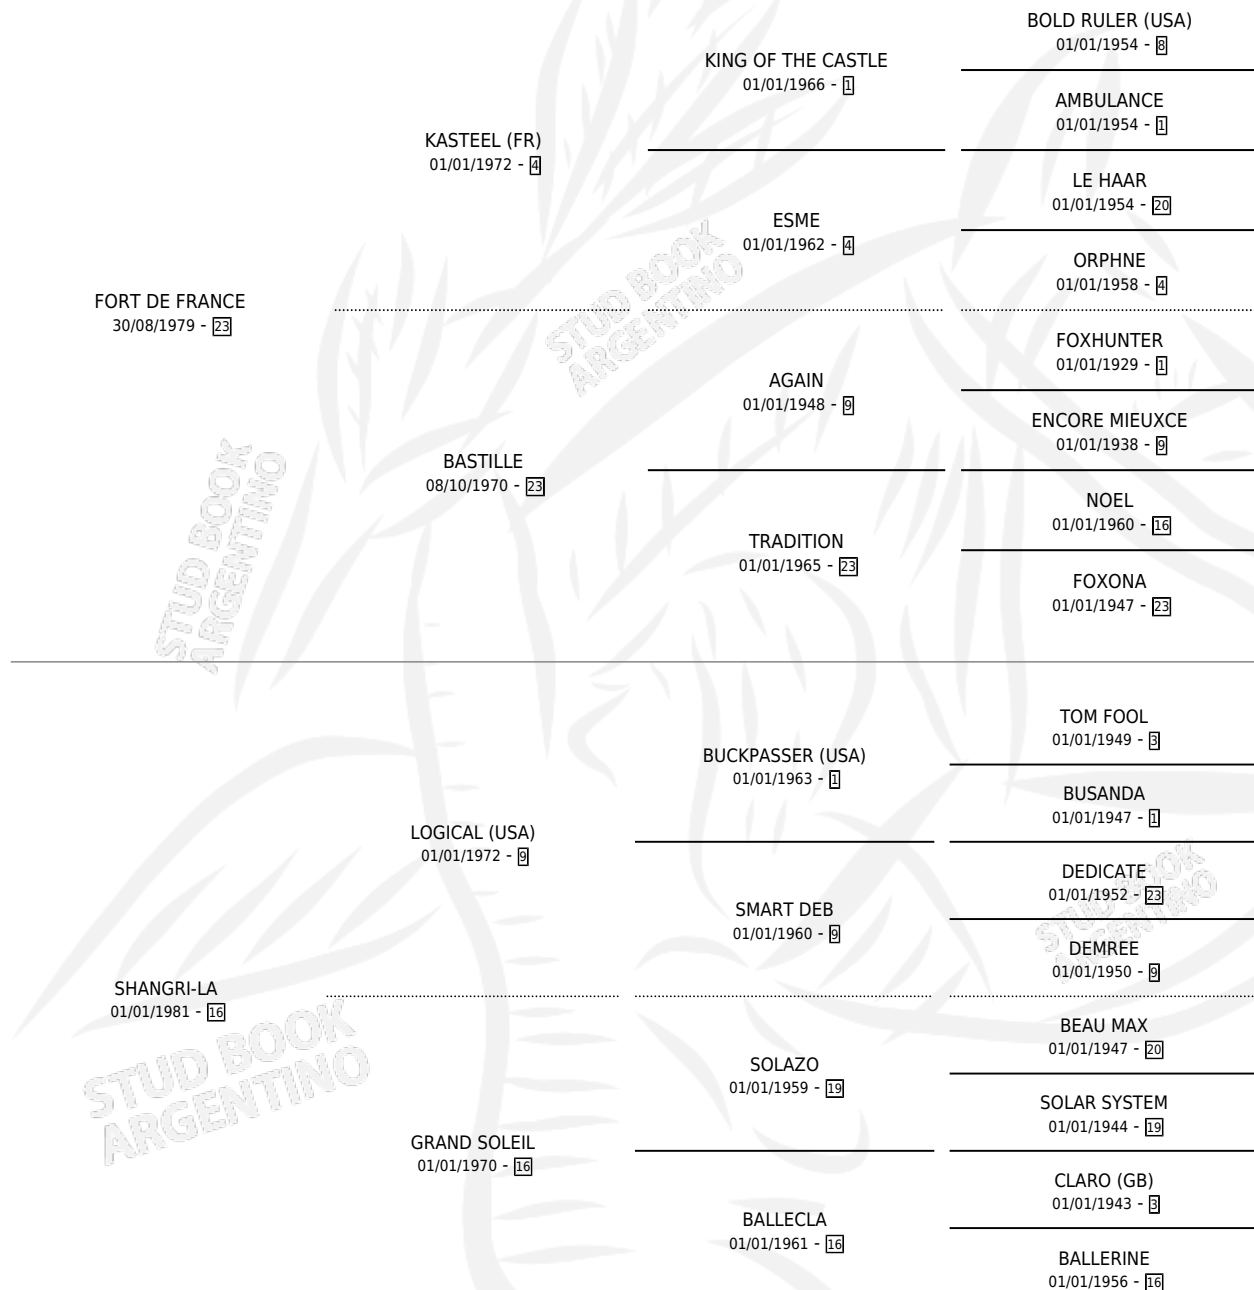 BOLD RULER (USA)
01/01/1954 - 8
KING OF THE CASTLE
01/01/1966 - 1
AMBULANCE
01/01/1954 - 1
KASTEEL (FR)
01/01/1972 - 4
LE HAAR
01/01/1954 - 20
ESME
01/01/1962 - 4
ORPHNE
01/01/1958 - 4
FORT DE FRANCE
30/08/1979 - 23
FOXHUNTER
01/01/1929 - 1
AGAIN
01/01/1948 - 9
ENCORE MIEUXCE
01/01/1938 - 9
BASTILLE
08/10/1970 - 23
NOEL
01/01/1960 - 16
TRADITION
01/01/1965 - 23
FOXONA
01/01/1947 - 23
TOM FOOL
01/01/1949 - 3
BUCKPASSER (USA)
01/01/1963 - 1
BUSANDA
01/01/1947 - 1
LOGICAL (USA)
01/01/1972 - 9
DEDICATE
01/01/1952 - 23
SMART DEB
01/01/1960 - 9
DEMREE
01/01/1950 - 9
SHANGRI-LA
01/01/1981 - 16
BEAU MAX
01/01/1947 - 20
SOLAZO
01/01/1959 - 19
SOLAR SYSTEM
01/01/1944 - 19
GRAND SOLEIL
01/01/1970 - 16
CLARO (GB)
01/01/1943 - 3
BALLECLA
01/01/1961 - 16
BALLERINE
01/01/1956 - 16
STUD BOOK
ARGENTINO
STUD BOOK
ARGENTINO
STUD BOOK
ARGENTINO
STUD BOOK
ARGENTINO